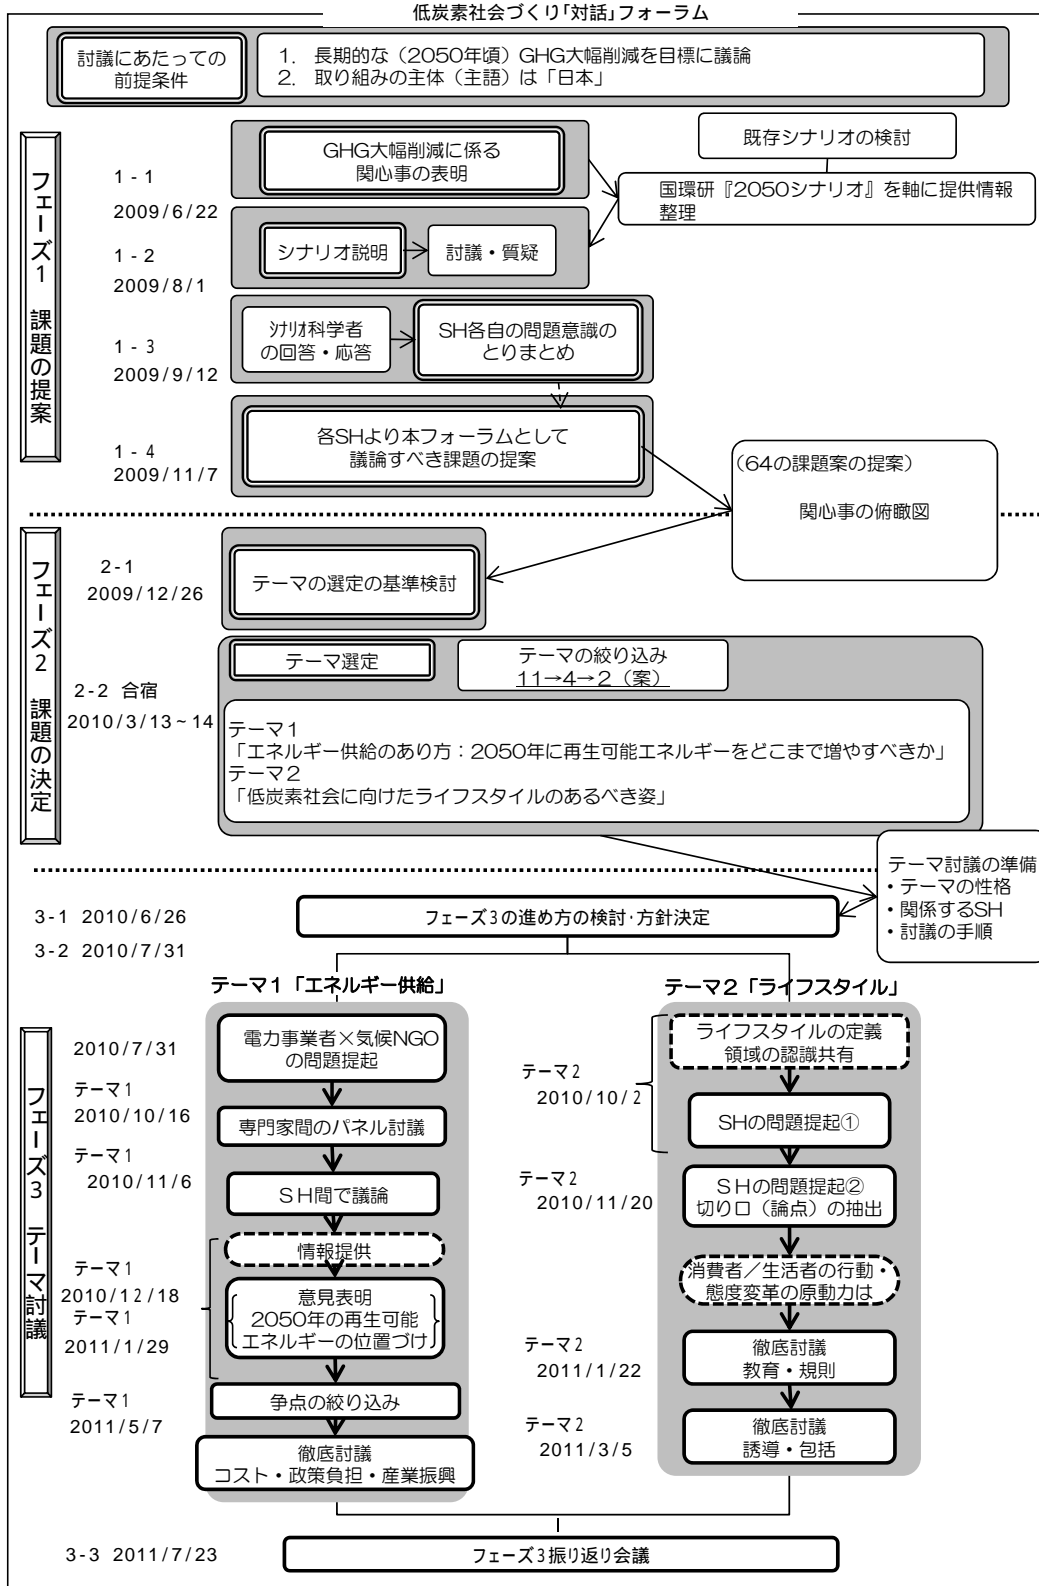 低炭素社会づくり「対話」フォーラム
討議にあたっての
前提条件
1. 長期的な（2050年頃）GHG大幅削減を目標に議論
2. 取り組みの主体（主語）は「日本」
フェーズ1 課題の提案
1-1
2009/6/22
GHG大幅削減に係る
関心事の表明
既存シナリオの検討
国環研『2050シナリオ』を軸に提供情報
整理
1-2
2009/8/1
シナリオ説明
討議・質疑
1-3
2009/9/12
ｼﾅﾘｵ科学者
の回答・応答
SH各自の問題意識の
とりまとめ
1-4
2009/11/7
各SHより本フォーラムとして
議論すべき課題の提案
（64の課題案の提案）
関心事の俯瞰図
フェーズ2 課題の決定
2-1
2009/12/26
テーマの選定の基準検討
2-2 合宿
2010/3/13~14
テーマ選定
テーマの絞り込み
11→4→2（案）
テーマ1
「エネルギー供給のあり方：2050年に再生可能エネルギーをどこまで増やすべきか」
テーマ2
「低炭素社会に向けたライフスタイルのあるべき姿」
テーマ討議の準備
・テーマの性格
・関係するSH
・討議の手順
3-1 2010/6/26
3-2 2010/7/31
フェーズ3の進め方の検討・方針決定
フェーズ3 テーマ討議
テーマ1「エネルギー供給」
2010/7/31
電力事業者×気候NGO
の問題提起
テーマ1
2010/10/16
専門家間のパネル討議
テーマ1
2010/11/6
ＳＨ間で議論
情報提供
テーマ1
2010/12/18
テーマ1
2011/1/29
意見表明
2050年の再生可能
エネルギーの位置づけ
テーマ1
2011/5/7
争点の絞り込み
徹底討議
コスト・政策負担・産業振興
テーマ2「ライフスタイル」
ライフスタイルの定義
領域の認識共有
テーマ2
2010/10/2
SHの問題提起①
テーマ2
2010/11/20
ＳＨの問題提起②
切り口（論点）の抽出
消費者／生活者の行動・
態度変革の原動力は
テーマ2
2011/1/22
徹底討議
教育・規則
テーマ2
2011/3/5
徹底討議
誘導・包括
3-3 2011/7/23
フェーズ3振り返り会議